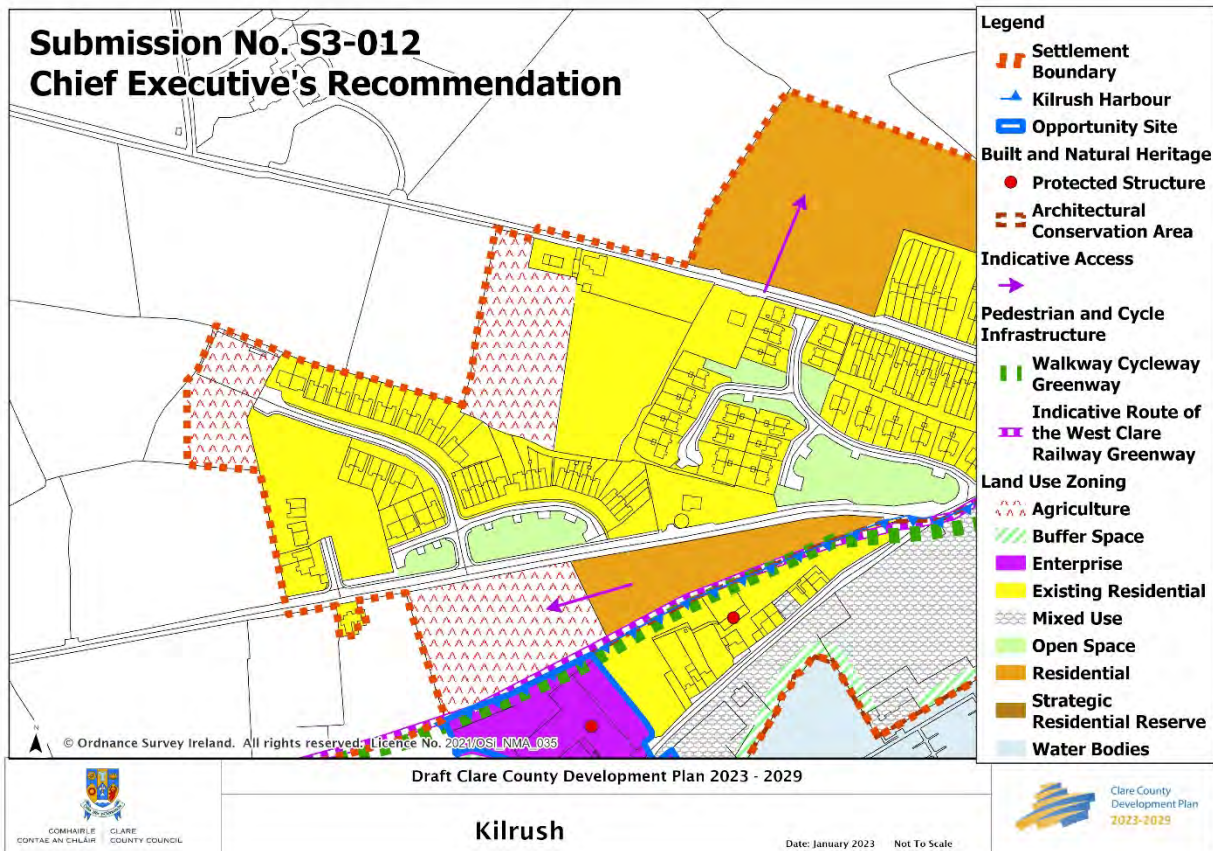 Submission No. S3-012
Chief Executive's Recommendation
N
© Ordnance Survey Ireland. All rights reserved. Licence No. 2021/OSi_NMA_035
Legend
Settlement
Boundary
Kilrush Harbour
Opportunity Site
Built and Natural Heritage
Protected Structure
Architectural
Conservation Area
Indicative Access
Pedestrian and Cycle
Infrastructure
Walkway Cycleway
Greenway
Indicative Route of
the West Clare
Railway Greenway
Land Use Zoning
Agriculture
Buffer Space
Enterprise
Existing Residential
Mixed Use
Open Space
Residential
Strategic
Residential Reserve
Water Bodies
COMHAIRLE
CONTAE AN CHLÁIR
CLARE
COUNTY COUNCIL
Draft Clare County Development Plan 2023 - 2029
Kilrush
Date: January 2023 Not To Scale
Clare County
Development Plan
2023-2029